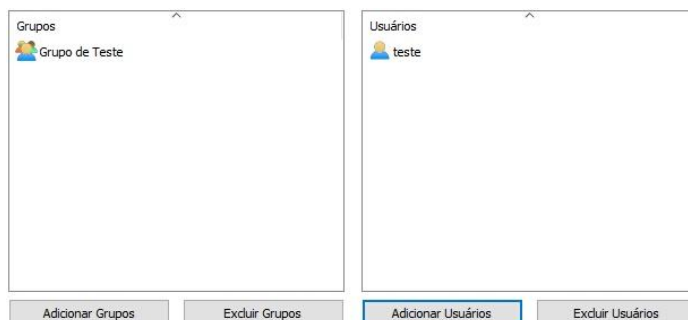 Grupos
Grupo de Teste
Usuários
teste
Adicionar Grupos
Excluir Grupos
Adicionar Usuários
Excluir Usuários